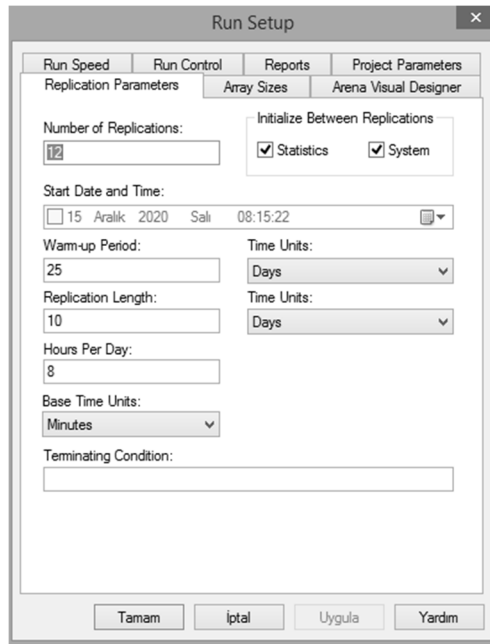 Run Setup
Run Speed Run Control Reports Project Parameters
Replication Parameters Array Sizes Arena Visual Designer
Number of Replications:
12
Initialize Between Replications
Statistics System
Start Date and Time:
15 Aralık 2020 Salı 08:15:22
Warm-up Period: Time Units:
25 Days
Replication Length: Time Units:
10 Days
Hours Per Day:
8
Base Time Units:
Minutes
Terminating Condition:
Tamam İptal Uygula Yardım